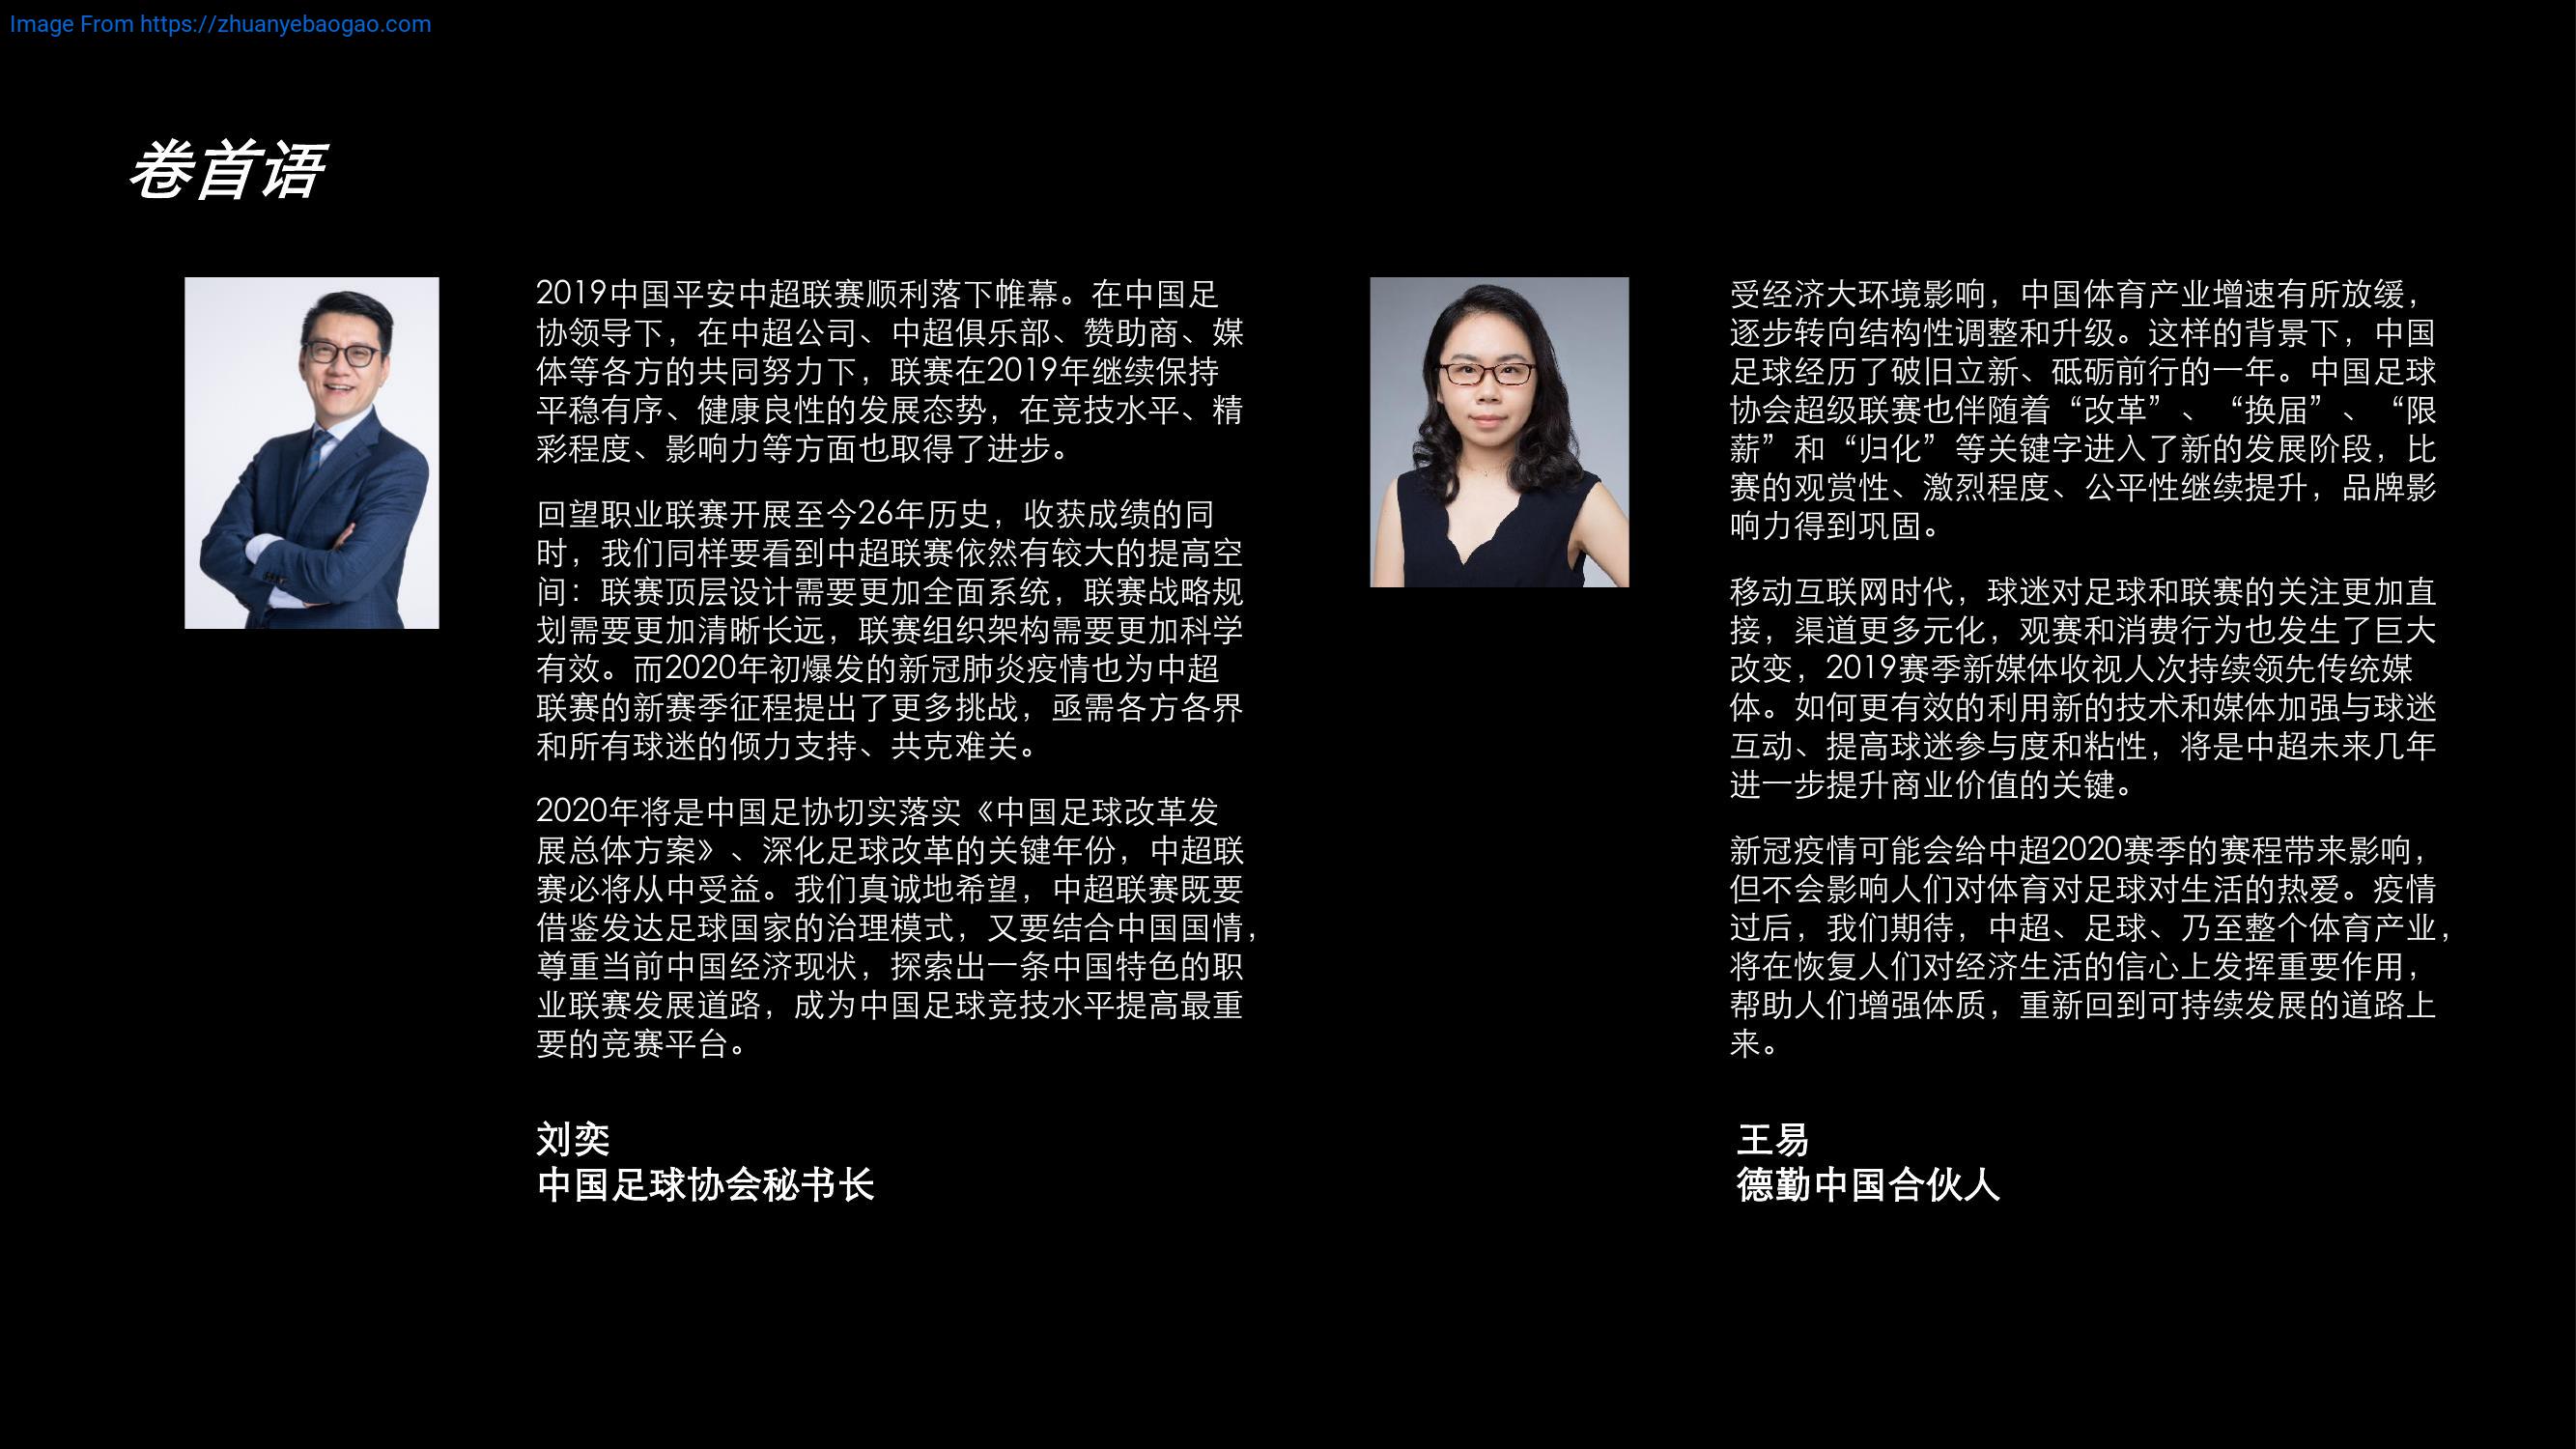 Image From https://zhuanyebaogao.com
卷首语
2019中国平安中超联赛顺利落下帷幕。在中国足
协领导下，在中超公司、中超俱乐部、赞助商、媒
体等各方的共同努力下，联赛在2019年继续保持
平稳有序、健康良性的发展态势，在竞技水平、精
彩程度、影响力等方面也取得了进步。
回望职业联赛开展至今26年历史，收获成绩的同
时，我们同样要看到中超联赛依然有较大的提高空
间：联赛顶层设计需要更加全面系统，联赛战略规
划需要更加清晰长远，联赛组织架构需要更加科学
有效。而2020年初爆发的新冠肺炎疫情也为中超
联赛的新赛季征程提出了更多挑战，亟需各方各界
和所有球迷的倾力支持、共克难关。
2020年将是中国足协切实落实《中国足球改革发
展总体方案》、深化足球改革的关键年份，中超联
赛必将从中受益。我们真诚地希望，中超联赛既要
借鉴发达足球国家的治理模式，又要结合中国国情，
尊重当前中国经济现状，探索出一条中国特色的职
业联赛发展道路，成为中国足球竞技水平提高最重
要的竞赛平台。
刘奕
中国足球协会秘书长
受经济大环境影响，中国体育产业增速有所放缓，
逐步转向结构性调整和升级。这样的背景下，中国
足球经历了破旧立新、砥砺前行的一年。中国足球
协会超级联赛也伴随着“改革”、“换届”、“限
薪”和“归化”等关键字进入了新的发展阶段，比
赛的观赏性、激烈程度、公平性继续提升，品牌影
响力得到巩固。
移动互联网时代，球迷对足球和联赛的关注更加直
接，渠道更多元化，观赛和消费行为也发生了巨大
改变，2019赛季新媒体收视人次持续领先传统媒
体。如何更有效的利用新的技术和媒体加强与球迷
互动、提高球迷参与度和粘性，将是中超未来几年
进一步提升商业价值的关键。
新冠疫情可能会给中超2020赛季的赛程带来影响，
但不会影响人们对体育对足球对生活的热爱。疫情
过后，我们期待，中超、足球、乃至整个体育产业，
将在恢复人们对经济生活的信心上发挥重要作用，
帮助人们增强体质，重新回到可持续发展的道路上
来。
王易
德勤中国合伙人